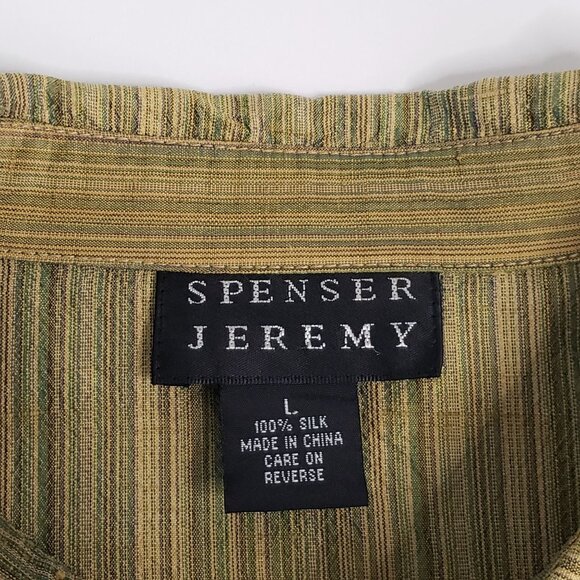 SPENSER
JEREMY
L
100% SILK
MADE IN CHINA
CARE ON
REVERSE